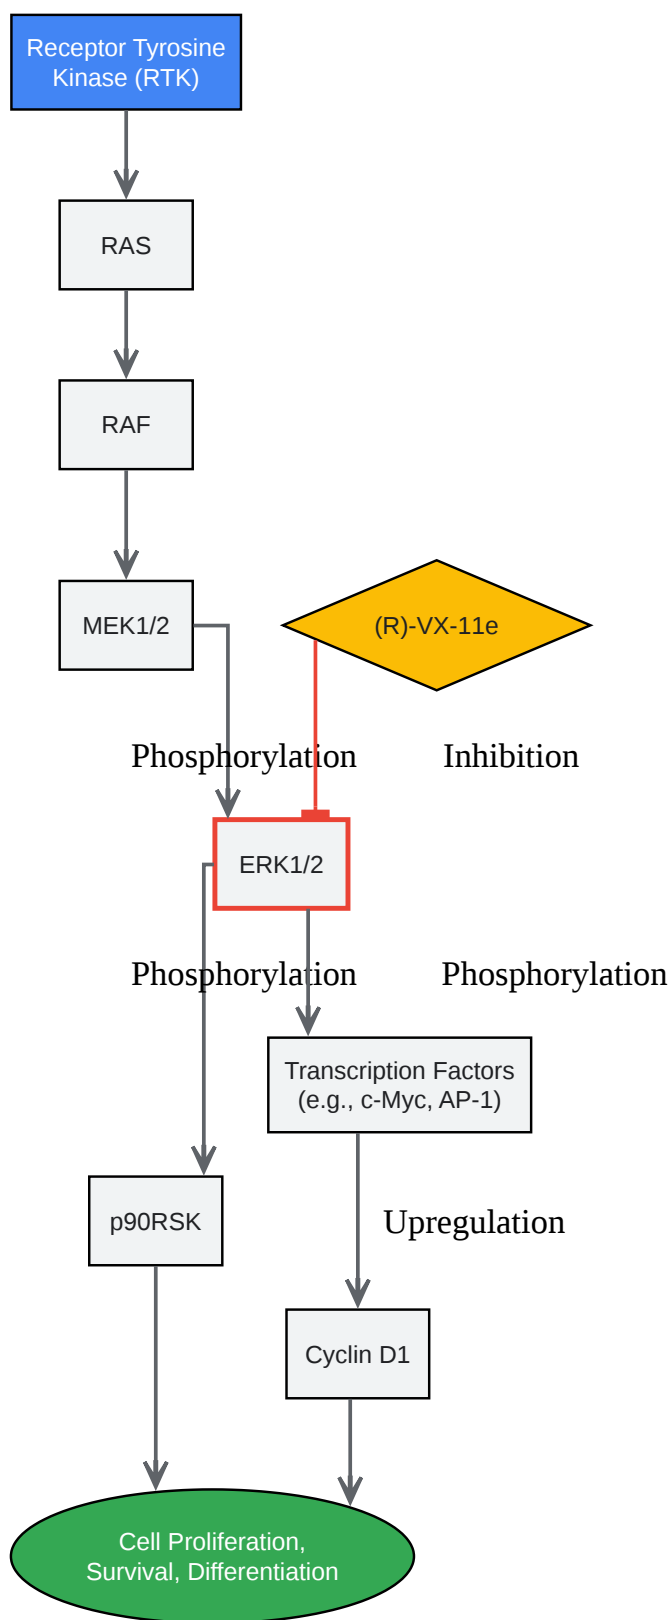 Receptor Tyrosine
Kinase (RTK)
RAS
RAF
MEK1/2
(R)-VX-11e
Phosphorylation
Inhibition
ERK1/2
Phosphorylation
Phosphorylation
Transcription Factors
(e.g., c-Myc, AP-1)
p90RSK
Upregulation
Cyclin D1
Cell Proliferation,
Survival, Differentiation